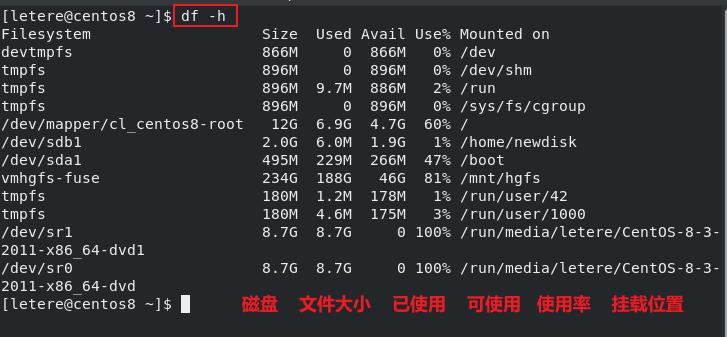 [letere@centos8 ~]$ df -h
Filesystem Size Used Avail Use% Mounted on
devtmpfs 866M 0 866M 0% /dev
tmpfs 896M 0 896M 0% /dev/shm
tmpfs 896M 9.7M 886M 2% /run
tmpfs 896M 0 896M 0% /sys/fs/cgroup
/dev/mapper/cl_centos8-root 12G 6.9G 4.7G 60% /
/dev/sdb1 2.0G 6.0M 1.9G 1% /home/newdisk
/dev/sda1 495M 229M 266M 47% /boot
vmhgfs-fuse 234G 188G 46G 81% /mnt/hgfs
tmpfs 180M 1.2M 178M 1% /run/user/42
tmpfs 180M 4.6M 175M 3% /run/user/1000
/dev/sr1 8.7G 8.7G 0 100% /run/media/letere/CentOS-8-3-
2011-x86_64-dvd1
/dev/sr0 8.7G 8.7G 0 100% /run/media/letere/CentOS-8-3-
2011-x86_64-dvd
[letere@centos8 ~]$ 磁盘 文件大小 已使用 可使用 使用率 挂载位置